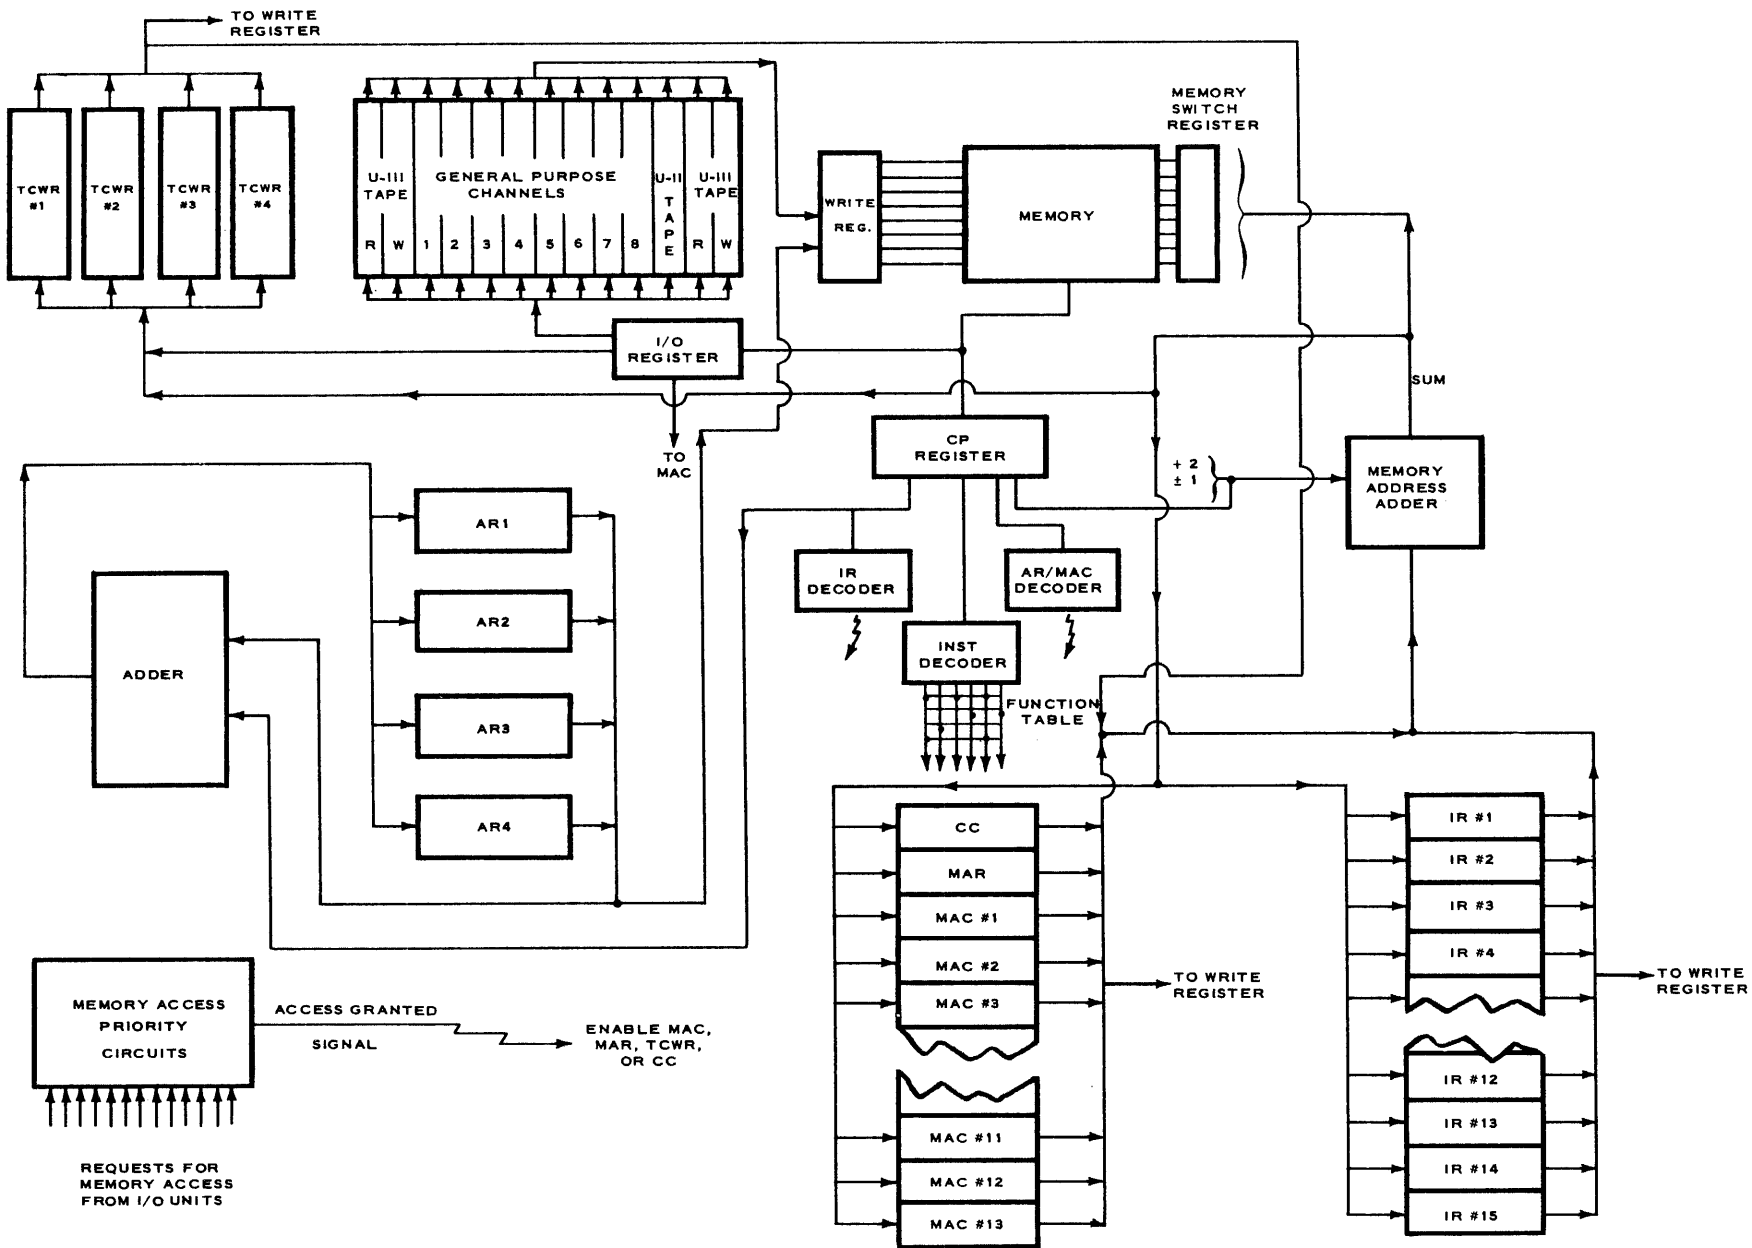 TO WRITE
REGISTER
TCWR
#1
TCWR
#2
TCWR
#3
TCWR
#4
U-III
TAPE
R W
GENERAL PURPOSE
CHANNELS
1 2 3 4 5 6 7 8
U-II
TAPE
U-III
TAPE
R W
WRITE
REG.
MEMORY
MEMORY
SWITCH
REGISTER
I/O
REGISTER
TO
MAC
CP
REGISTER
SUM
+ 2
± 1
MEMORY
ADDRESS
ADDER
AR1
AR2
AR3
AR4
ADDER
IR
DECODER
AR/MAC
DECODER
INST
DECODER
FUNCTION
TABLE
CC
MAR
MAC #1
MAC #2
MAC #3
MAC #11
MAC #12
MAC #13
TO WRITE
REGISTER
IR #1
IR #2
IR #3
IR #4
IR #12
IR #13
IR #14
IR #15
TO WRITE
REGISTER
MEMORY ACCESS
PRIORITY
CIRCUITS
ACCESS GRANTED
SIGNAL
ENABLE MAC,
MAR, TCWR,
OR CC
REQUESTS FOR
MEMORY ACCESS
FROM I/O UNITS